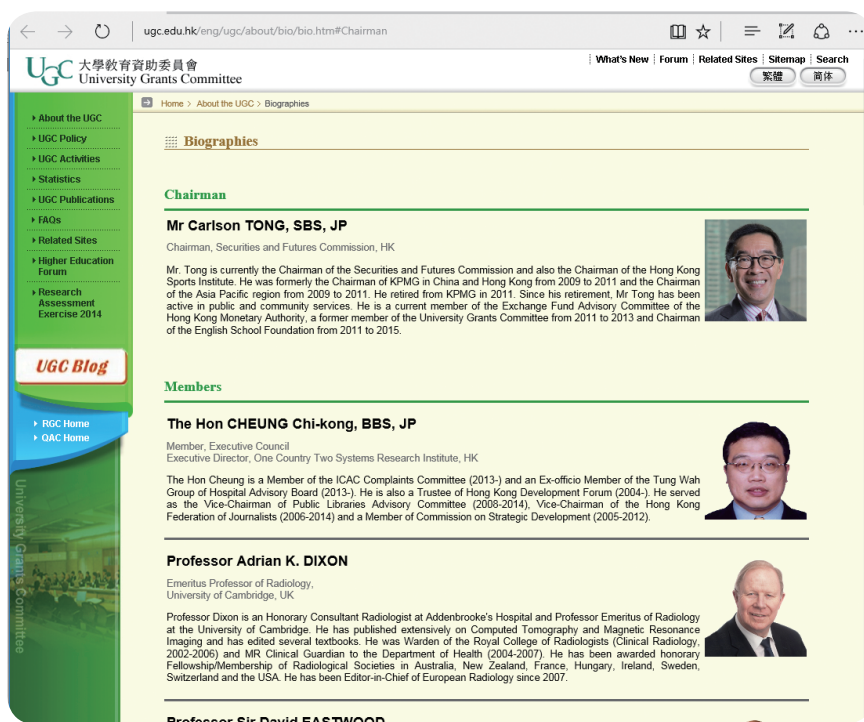 ugc.edu.hk/eng/ugc/about/bio/bio.htm#Chairman
UGC 大學教育資助委員會
University Grants Committee
What's New Forum Related Sites Sitemap Search
繁體 简体
Home > About the UGC > Biographies
About the UGC
UGC Policy
UGC Activities
Statistics
UGC Publications
FAQs
Related Sites
Higher Education
Forum
Research
Assessment
Exercise 2014
UGC Blog
RGC Home
QAC Home
University Grants Committee
Biographies
Chairman
Mr Carlson TONG, SBS, JP
Chairman, Securities and Futures Commission, HK
Mr. Tong is currently the Chairman of the Securities and Futures Commission and also the Chairman of the Hong Kong
Sports Institute. He was formerly the Chairman of KPMG in China and Hong Kong from 2009 to 2011 and the Chairman
of the Asia Pacific region from 2009 to 2011. He retired from KPMG in 2011. Since his retirement, Mr Tong has been
active in public and community services. He is a current member of the Exchange Fund Advisory Committee of the
Hong Kong Monetary Authority, a former member of the University Grants Committee from 2011 to 2013 and Chairman
of the English School Foundation from 2011 to 2015.
Members
The Hon CHEUNG Chi-kong, BBS, JP
Member, Executive Council
Executive Director, One Country Two Systems Research Institute, HK
The Hon Cheung is a Member of the ICAC Complaints Committee (2013-) and an Ex-officio Member of the Tung Wah
Group of Hospital Advisory Board (2013-). He is also a Trustee of Hong Kong Development Forum (2004-). He served
as the Vice-Chairman of Public Libraries Advisory Committee (2008-2014), Vice-Chairman of the Hong Kong
Federation of Journalists (2006-2014) and a Member of Commission on Strategic Development (2005-2012).
Professor Adrian K. DIXON
Emeritus Professor of Radiology,
University of Cambridge, UK
Professor Dixon is an Honorary Consultant Radiologist at Addenbrooke's Hospital and Professor Emeritus of Radiology
at the University of Cambridge. He has published extensively on Computed Tomography and Magnetic Resonance
Imaging and has edited several textbooks. He was Warden of the Royal College of Radiologists (Clinical Radiology,
2002-2006) and MR Clinical Guardian to the Department of Health (2004-2007). He has been awarded honorary
Fellowship/Membership of Radiological Societies in Australia, New Zealand, France, Hungary, Ireland, Sweden,
Switzerland and the USA. He has been Editor-in-Chief of European Radiology since 2007.
Professor Sir David EASTWOOD